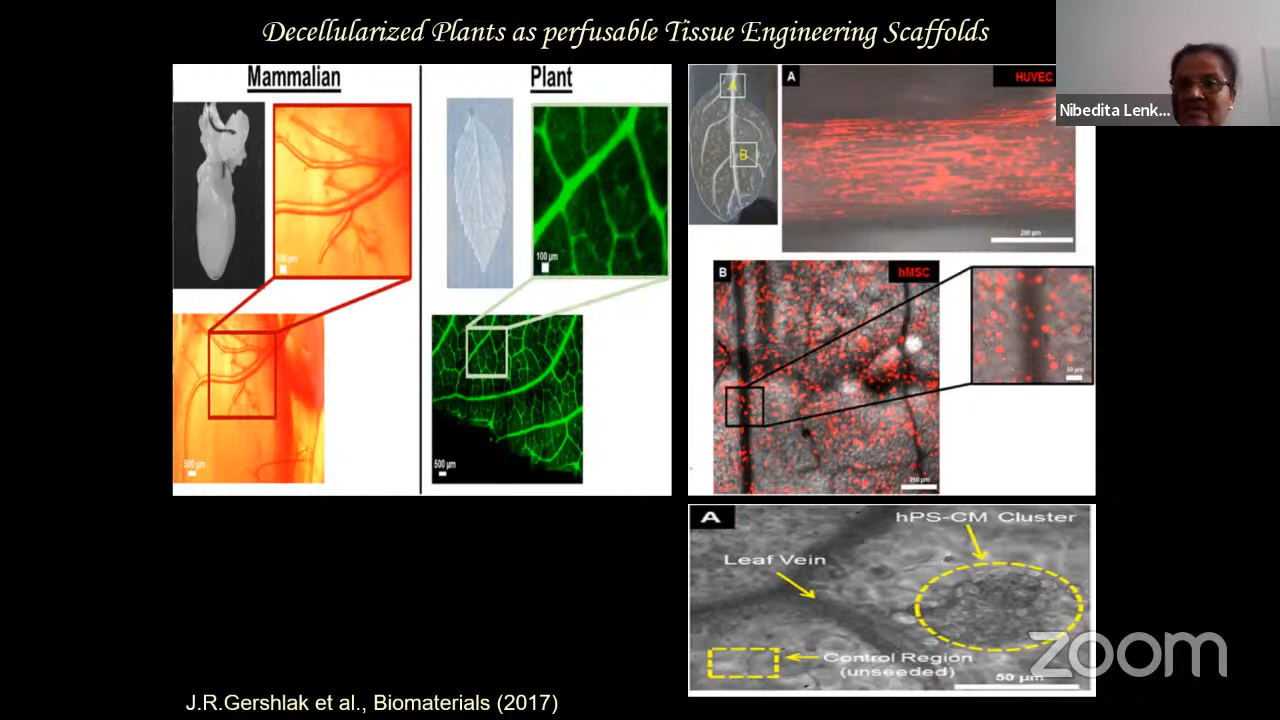 Decellularized Plants as perfusable Tissue Engineering Scaffolds
Nibedita Lenk...
Mammalian
Plant
100 µm
500 µm
500 µm
A
B
A
HUVEC
250 µm
B
hMSC
250 µm
50 µm
A
hPS-CM Cluster
Leaf Vein
Control Region
(unseeded)
50 µm
zoom
J.R.Gershlak et al., Biomaterials (2017)